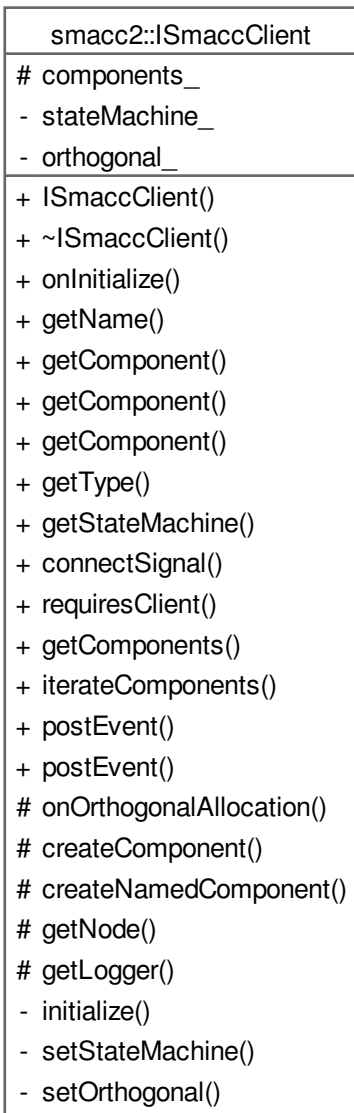 smacc2::ISmaccClient
# components_
- stateMachine_
- orthogonal_
+ ISmaccClient()
+ ~ISmaccClient()
+ onInitialize()
+ getName()
+ getComponent()
+ getComponent()
+ getComponent()
+ getType()
+ getStateMachine()
+ connectSignal()
+ requiresClient()
+ getComponents()
+ iterateComponents()
+ postEvent()
+ postEvent()
# onOrthogonalAllocation()
# createComponent()
# createNamedComponent()
# getNode()
# getLogger()
- initialize()
- setStateMachine()
- setOrthogonal()